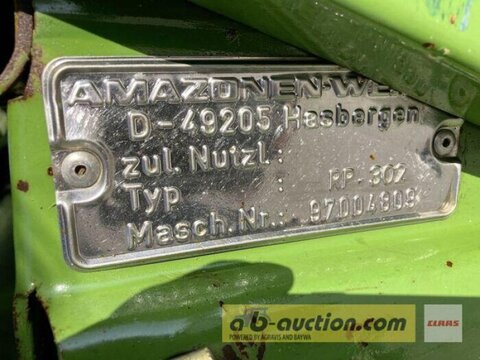 AMAZONEN-WE
D-49205 Hasbergen
zul. Nutzl.:
Typ : RP-302
Masch. Nr.: 97004809
ab-auction.com
POWERED BY AGRAVIS AND BAYWA
CLAAS